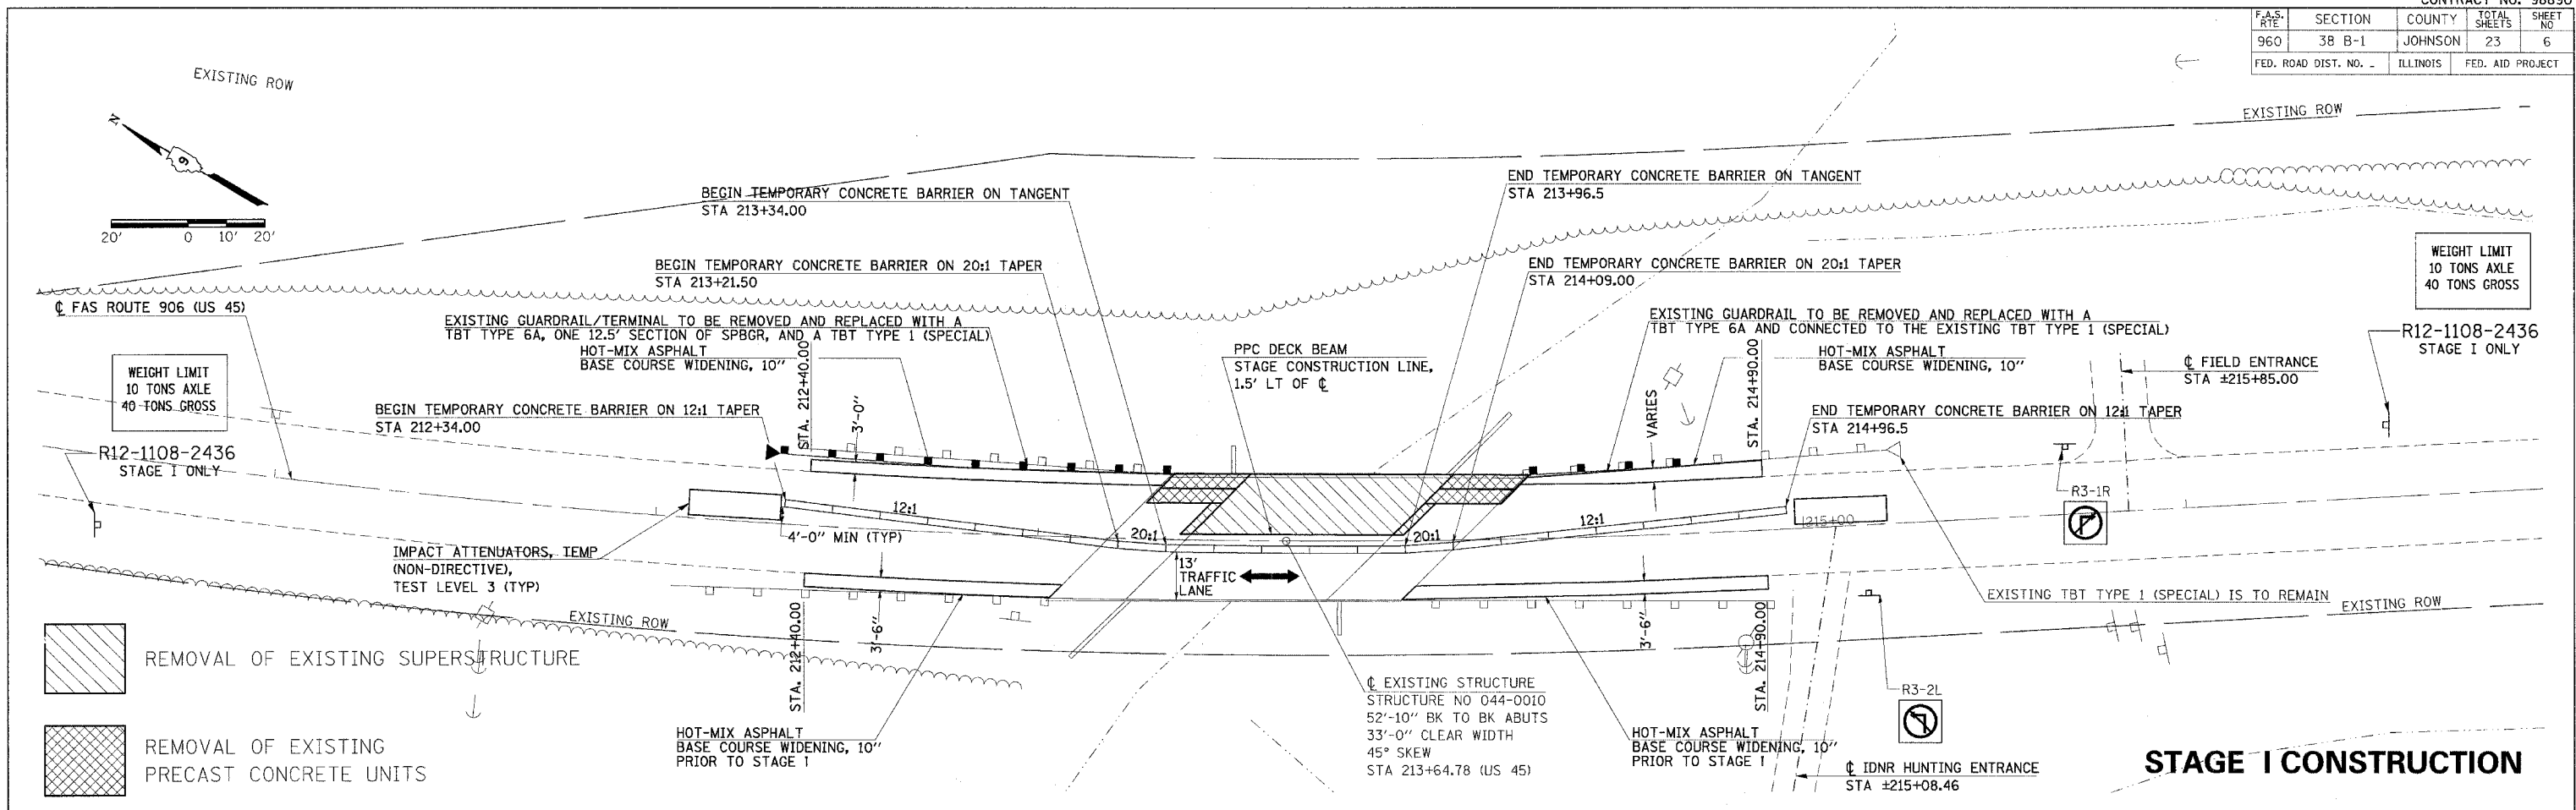 CONTRACT NO. 98890
F.A.S. RTE SECTION COUNTY TOTAL SHEETS SHEET NO
960 38 B-1 JOHNSON 23 6
FED. ROAD DIST. NO. _ ILLINOIS FED. AID PROJECT
EXISTING ROW
N
20' 0 10' 20'
EXISTING ROW
BEGIN TEMPORARY CONCRETE BARRIER ON TANGENT
STA 213+34.00
END TEMPORARY CONCRETE BARRIER ON TANGENT
STA 213+96.5
BEGIN TEMPORARY CONCRETE BARRIER ON 20:1 TAPER
STA 213+21.50
END TEMPORARY CONCRETE BARRIER ON 20:1 TAPER
STA 214+09.00
WEIGHT LIMIT
10 TONS AXLE
40 TONS GROSS
R12-1108-2436
STAGE I ONLY
℄ FAS ROUTE 906 (US 45)
EXISTING GUARDRAIL/TERMINAL TO BE REMOVED AND REPLACED WITH A
TBT TYPE 6A, ONE 12.5' SECTION OF SPBGR, AND A TBT TYPE 1 (SPECIAL)
HOT-MIX ASPHALT
BASE COURSE WIDENING, 10"
STA. 212+40.00
3'-0"
PPC DECK BEAM
STAGE CONSTRUCTION LINE,
1.5' LT OF ℄
EXISTING GUARDRAIL TO BE REMOVED AND REPLACED WITH A
TBT TYPE 6A AND CONNECTED TO THE EXISTING TBT TYPE 1 (SPECIAL)
HOT-MIX ASPHALT
BASE COURSE WIDENING, 10"
VARIES
STA. 214+90.00
℄ FIELD ENTRANCE
STA ±215+85.00
WEIGHT LIMIT
10 TONS AXLE
40 TONS GROSS
R12-1108-2436
STAGE I ONLY
BEGIN TEMPORARY CONCRETE BARRIER ON 12:1 TAPER
STA 212+34.00
END TEMPORARY CONCRETE BARRIER ON 12:1 TAPER
STA 214+96.5
R3-1R
12:1
20:1
20:1
12:1
215+00
4'-0" MIN (TYP)
IMPACT ATTENUATORS, TEMP
(NON-DIRECTIVE),
TEST LEVEL 3 (TYP)
13'
TRAFFIC
LANE
EXISTING TBT TYPE 1 (SPECIAL) IS TO REMAIN
EXISTING ROW
EXISTING ROW
STA. 212+40.00
3'-6"
3'-6"
STA. 214+90.00
REMOVAL OF EXISTING SUPERSTRUCTURE
REMOVAL OF EXISTING
PRECAST CONCRETE UNITS
HOT-MIX ASPHALT
BASE COURSE WIDENING, 10"
PRIOR TO STAGE I
℄ EXISTING STRUCTURE
STRUCTURE NO 044-0010
52'-10" BK TO BK ABUTS
33'-0" CLEAR WIDTH
45° SKEW
STA 213+64.78 (US 45)
HOT-MIX ASPHALT
BASE COURSE WIDENING, 10"
PRIOR TO STAGE I
R3-2L
℄ IDNR HUNTING ENTRANCE
STA ±215+08.46
STAGE I CONSTRUCTION